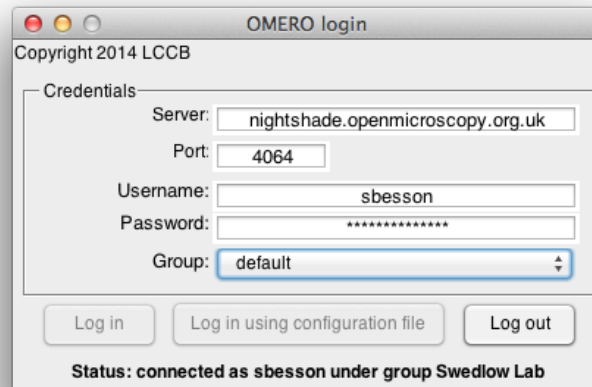 OMERO login
Copyright 2014 LCCB
Credentials
Server: nightshade.openmicroscopy.org.uk
Port: 4064
Username: sbesson
Password: **************
Group: default
Log in Log in using configuration file Log out
Status: connected as sbesson under group Swedlow Lab